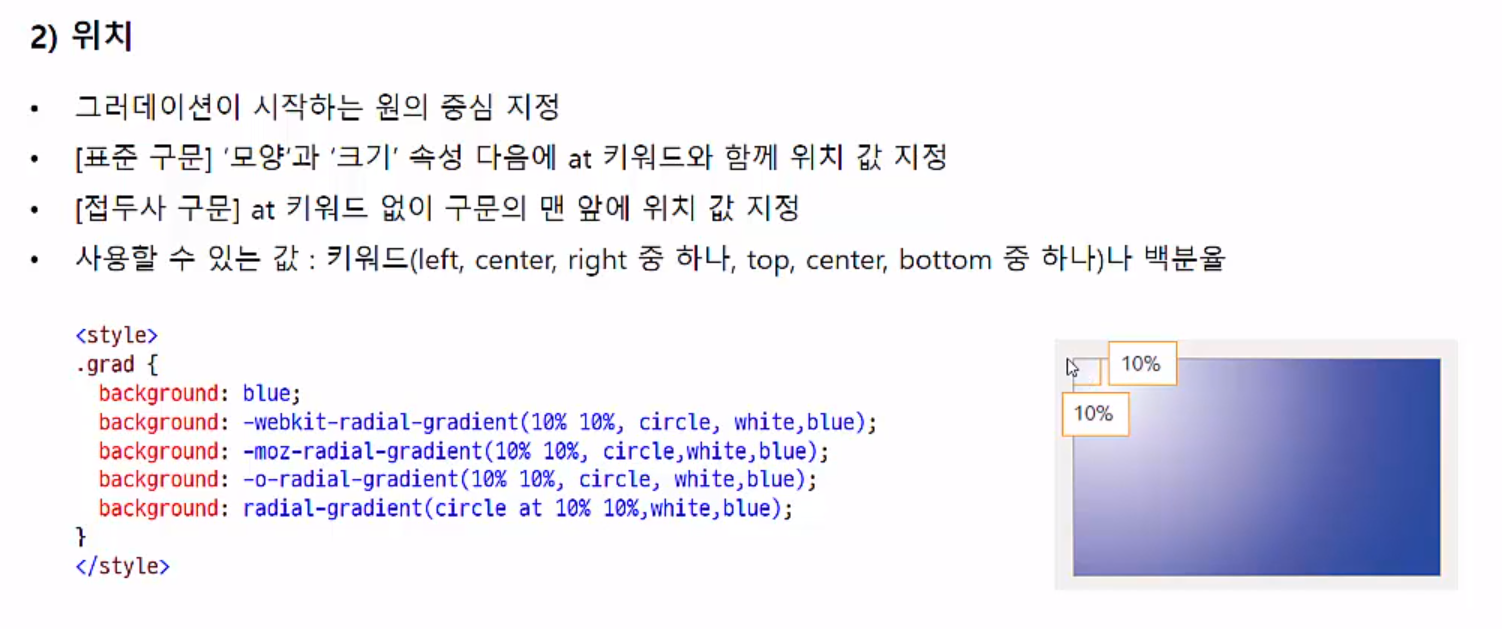 2) 위치
• 그러데이션이 시작하는 원의 중심 지정
• [표준 구문] ‘모양‘과 ‘크기’ 속성 다음에 at 키워드와 함께 위치 값 지정
• [접두사 구문] at 키워드 없이 구문의 맨 앞에 위치 값 지정
• 사용할 수 있는 값 : 키워드(left, center, right 중 하나, top, center, bottom 중 하나)나 백분율
<style>
.grad {
background: blue;
background: -webkit-radial-gradient(10% 10%, circle, white,blue);
background: -moz-radial-gradient(10% 10%, circle,white,blue);
background: -o-radial-gradient(10% 10%, circle, white,blue);
background: radial-gradient(circle at 10% 10%,white,blue);
}
</style>
10%
10%